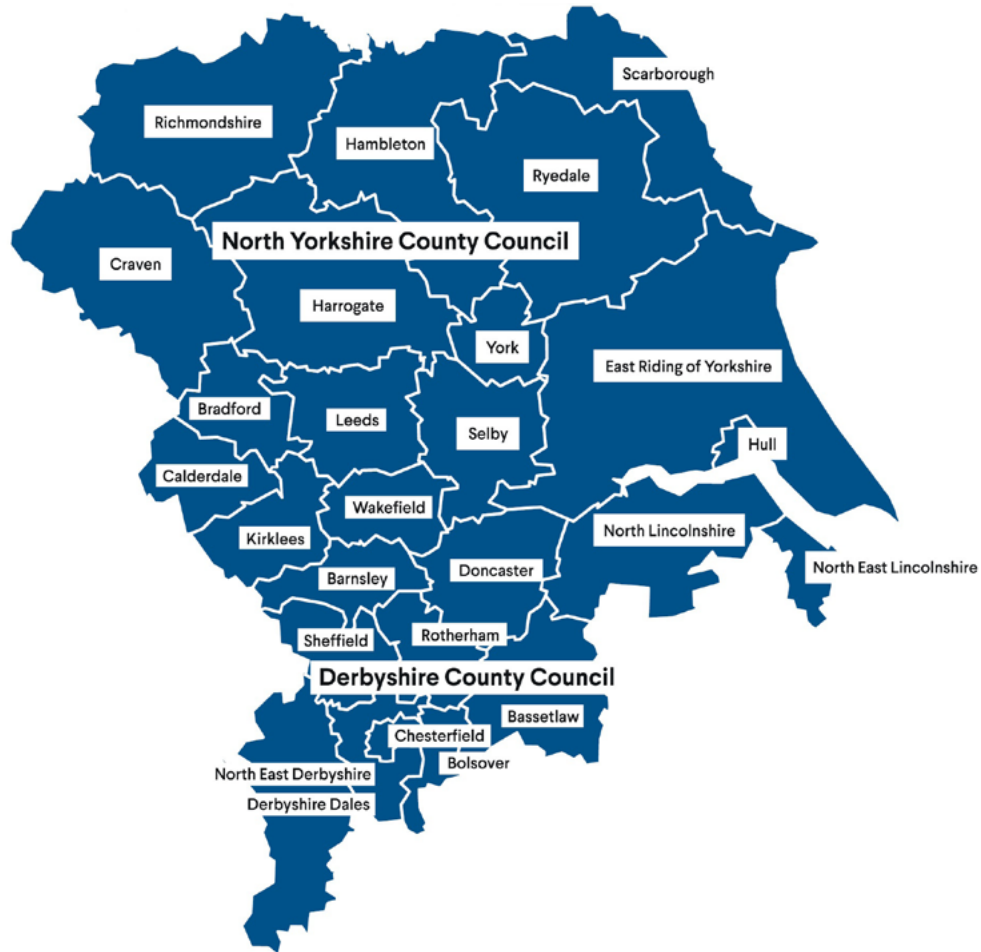 Scarborough
Richmondshire
Hambleton
Ryedale
North Yorkshire County Council
Craven
Harrogate
York
East Riding of Yorkshire
Bradford
Leeds
Selby
Hull
Calderdale
Wakefield
North Lincolnshire
Kirklees
North East Lincolnshire
Barnsley
Doncaster
Sheffield
Rotherham
Derbyshire County Council
Bassetlaw
Chesterfield
Bolsover
North East Derbyshire
Derbyshire Dales